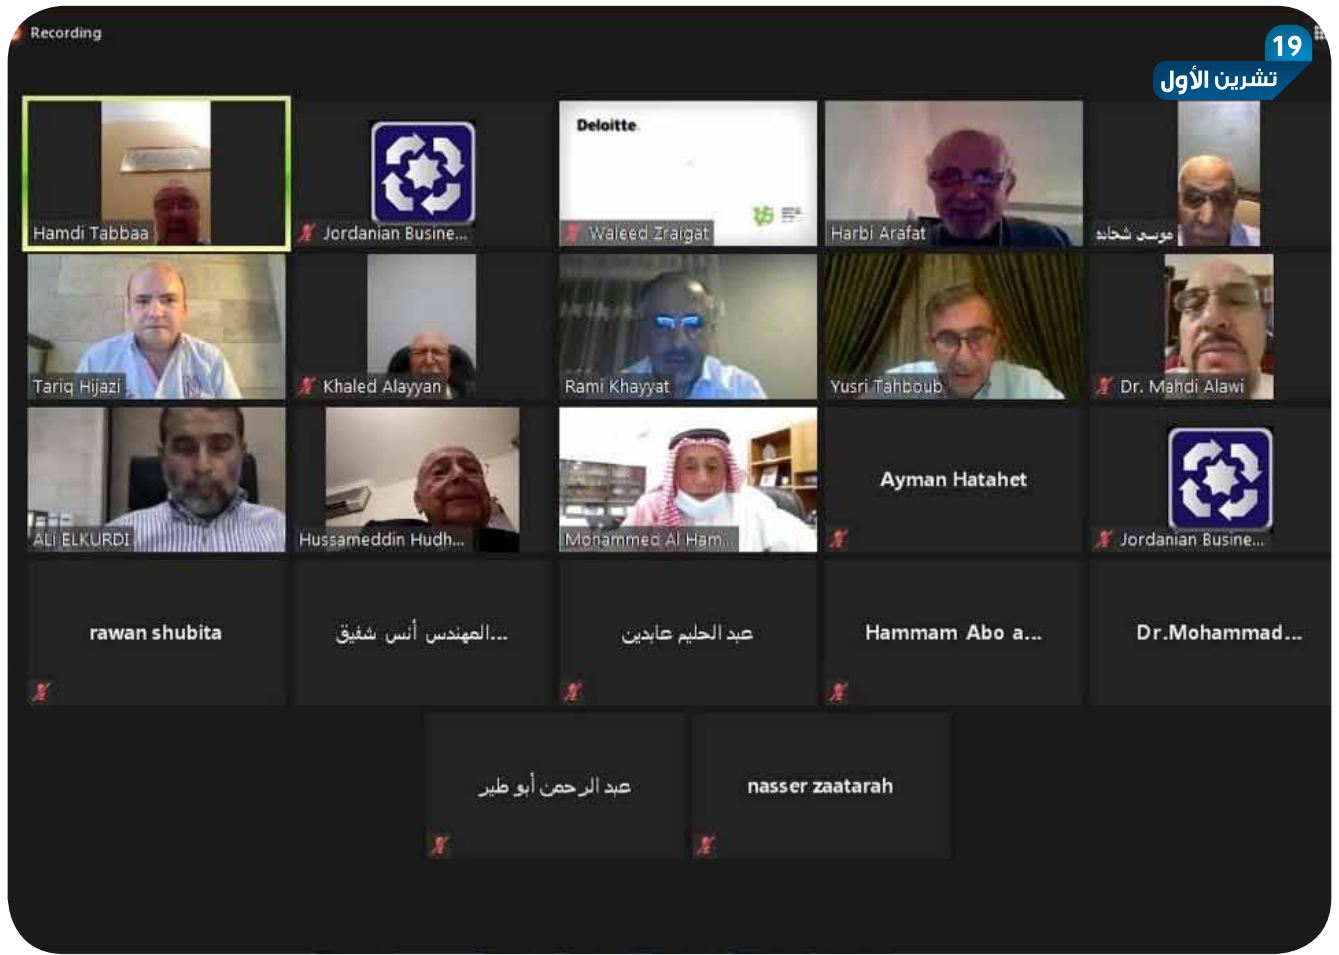 Recording
19
تشرين الأول
Hamdi Tabbaa
Jordanian Busine...
Deloitte.
Waleed Zraigat
Harbi Arafat
موسى شحاده
Tariq Hijazi
Khaled Alayyan
Rami Khayyat
Yusri Tahboub
Dr. Mahdi Alawi
ALi ELKURDI
Hussameddin Hudh...
Mohammed Al Ham...
Ayman Hatahet
Jordanian Busine...
rawan shubita
المهندس أنس شفيق...
عبد الحليم عابدين
Hammam Abo a...
Dr.Mohammad...
عبد الرحمن أبو طير
nasser zaatarah